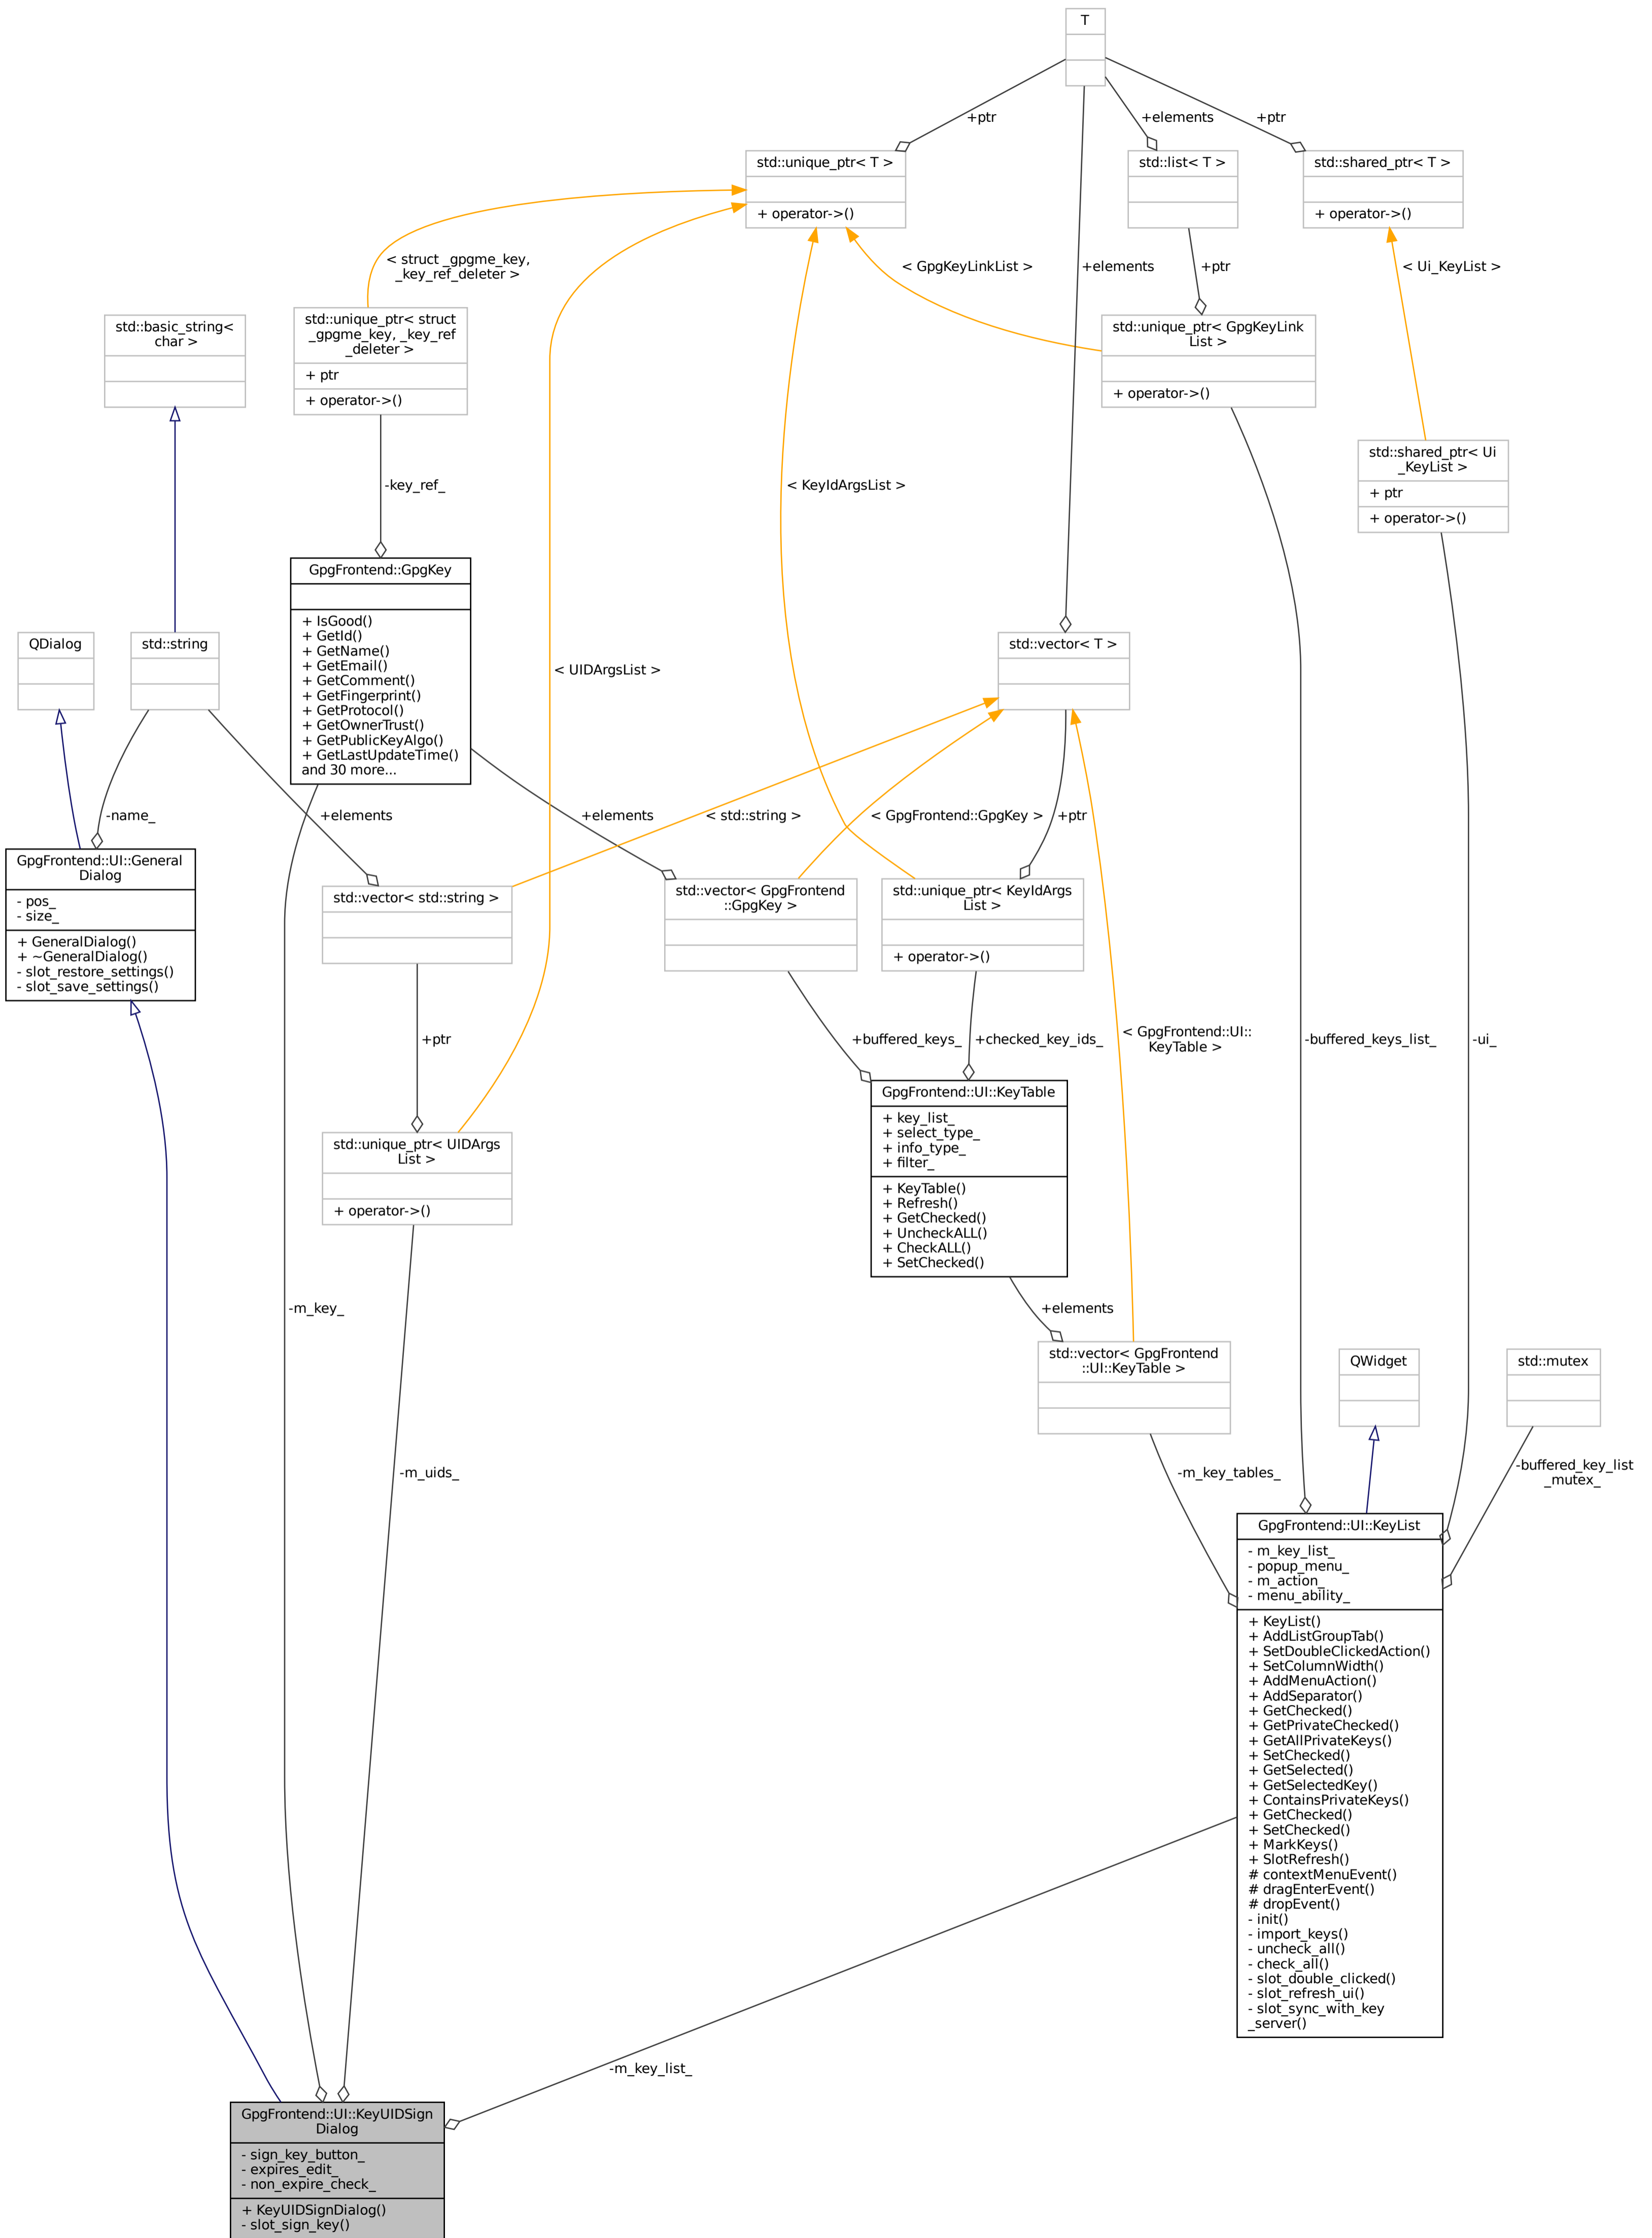 T
+ptr
+elements
+ptr
std::unique_ptr< T >
+ operator->()
std::list< T >
std::shared_ptr< T >
+ operator->()
< struct _gpgme_key,
_key_ref_deleter >
< GpgKeyLinkList >
+elements
+ptr
< Ui_KeyList >
std::basic_string<
char >
std::unique_ptr< struct
_gpgme_key, _key_ref
_deleter >
+ ptr
+ operator->()
std::unique_ptr< GpgKeyLink
List >
+ operator->()
std::shared_ptr< Ui
_KeyList >
+ ptr
+ operator->()
-key_ref_
< KeyIdArgsList >
GpgFrontend::GpgKey
+ IsGood()
+ GetId()
+ GetName()
+ GetEmail()
+ GetComment()
+ GetFingerprint()
+ GetProtocol()
+ GetOwnerTrust()
+ GetPublicKeyAlgo()
+ GetLastUpdateTime()
and 30 more...
QDialog
std::string
< UIDArgsList >
std::vector< T >
-name_
+elements
+elements
< std::string >
< GpgFrontend::GpgKey >
+ptr
GpgFrontend::UI::General
Dialog
- pos_
- size_
+ GeneralDialog()
+ ~GeneralDialog()
- slot_restore_settings()
- slot_save_settings()
std::vector< std::string >
std::vector< GpgFrontend
::GpgKey >
std::unique_ptr< KeyIdArgs
List >
+ operator->()
+ptr
+buffered_keys_
+checked_key_ids_
< GpgFrontend::UI::
KeyTable >
-buffered_keys_list_
-ui_
GpgFrontend::UI::KeyTable
+ key_list_
+ select_type_
+ info_type_
+ filter_
+ KeyTable()
+ Refresh()
+ GetChecked()
+ UncheckALL()
+ CheckALL()
+ SetChecked()
std::unique_ptr< UIDArgs
List >
+ operator->()
-m_key_
+elements
std::vector< GpgFrontend
::UI::KeyTable >
QWidget
std::mutex
-m_uids_
-m_key_tables_
-buffered_key_list
_mutex_
GpgFrontend::UI::KeyList
- m_key_list_
- popup_menu_
- m_action_
- menu_ability_
+ KeyList()
+ AddListGroupTab()
+ SetDoubleClickedAction()
+ SetColumnWidth()
+ AddMenuAction()
+ AddSeparator()
+ GetChecked()
+ GetPrivateChecked()
+ GetAllPrivateKeys()
+ SetChecked()
+ GetSelected()
+ GetSelectedKey()
+ ContainsPrivateKeys()
+ GetChecked()
+ SetChecked()
+ MarkKeys()
+ SlotRefresh()
# contextMenuEvent()
# dragEnterEvent()
# dropEvent()
- init()
- import_keys()
- uncheck_all()
- check_all()
- slot_double_clicked()
- slot_refresh_ui()
- slot_sync_with_key
_server()
-m_key_list_
GpgFrontend::UI::KeyUIDSign
Dialog
- sign_key_button_
- expires_edit_
- non_expire_check_
+ KeyUIDSignDialog()
- slot_sign_key()